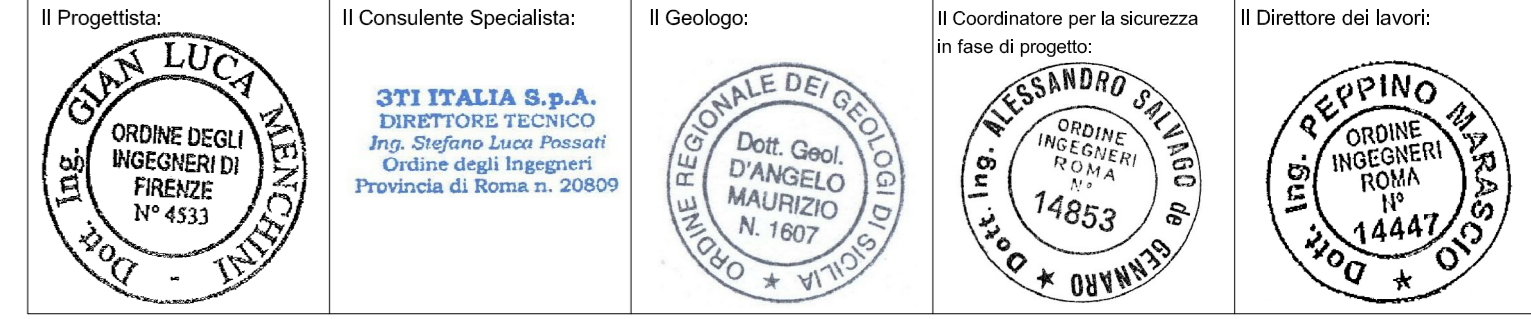 Il Progettista:
Dott. Ing. GIAN LUCA MENCHINI -
ORDINE DEGLI
INGEGNERI DI
FIRENZE
N° 4533
Il Consulente Specialista:
3TI ITALIA S.p.A.
DIRETTORE TECNICO
Ing. Stefano Luca Possati
Ordine degli Ingegneri
Provincia di Roma n. 20809
Il Geologo:
ORDINE REGIONALE DEI GEOLOGI DI SICILIA ★
Dott. Geol.
D'ANGELO
MAURIZIO
N. 1607
Il Coordinatore per la sicurezza
in fase di progetto:
Dott. Ing. ALESSANDRO SALVAGO de GENNARO ★
ORDINE
INGEGNERI
ROMA
N°
14853
Il Direttore dei lavori:
Dott. Ing. PEPPINO MARASCIO ★
ORDINE
INGEGNERI
ROMA
N°
14447